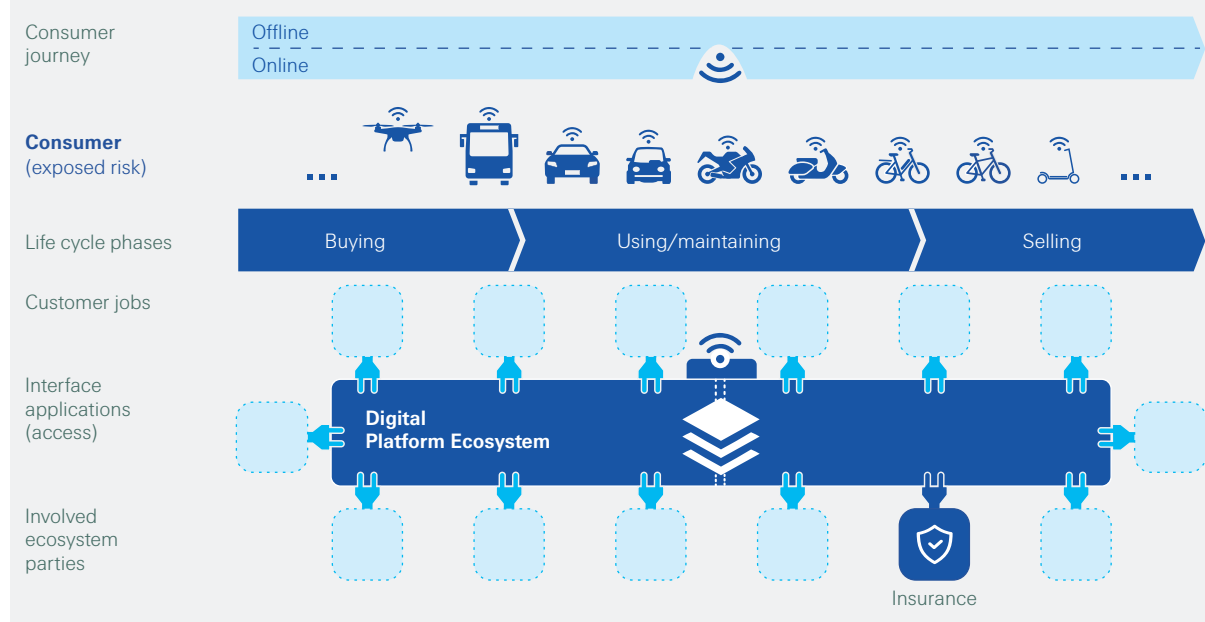 Consumer
journey
Offline
Online
Consumer
(exposed risk)
...
...
Life cycle phases
Buying
Using/maintaining
Selling
Customer jobs
Interface
applications
(access)
Digital
Platform Ecosystem
Involved
ecosystem
parties
Insurance